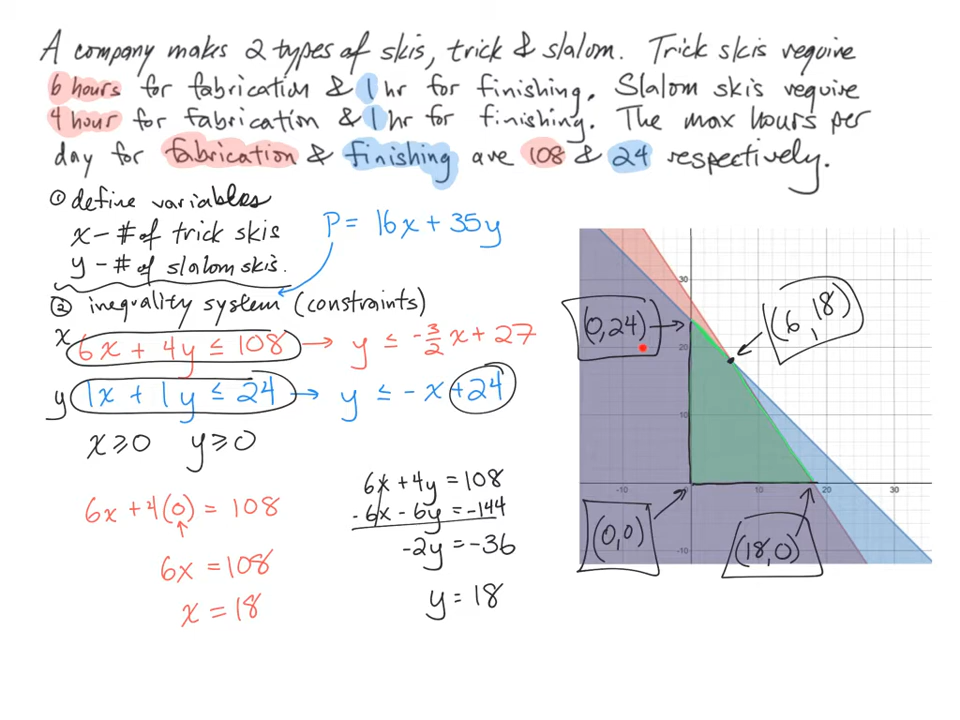 A company makes 2 types of skis, trick & slalom. Trick skis require
6 hours for fabrication & 1 hr for finishing. Slalom skis require
4 hour for fabrication & 1 hr for finishing. The max hours per
day for fabrication & finishing are 108 & 24 respectively.
① define variables
x - # of trick skis
y - # of slalom skis.
P = 16x + 35y
② inequality system (constraints)
x 6x + 4y ≤ 108 → y ≤ -3/2 x + 27
y 1x + 1y ≤ 24 → y ≤ -x + 24
x ≥ 0 y ≥ 0
6x + 4(0) = 108
6x = 108
x = 18
6x + 4y = 108
-6x - 6y = -144
-2y = -36
y = 18
30
(0,24)
(6,18)
20
10
-10 0 10 20 30
(0,0)
(18,0)
-10